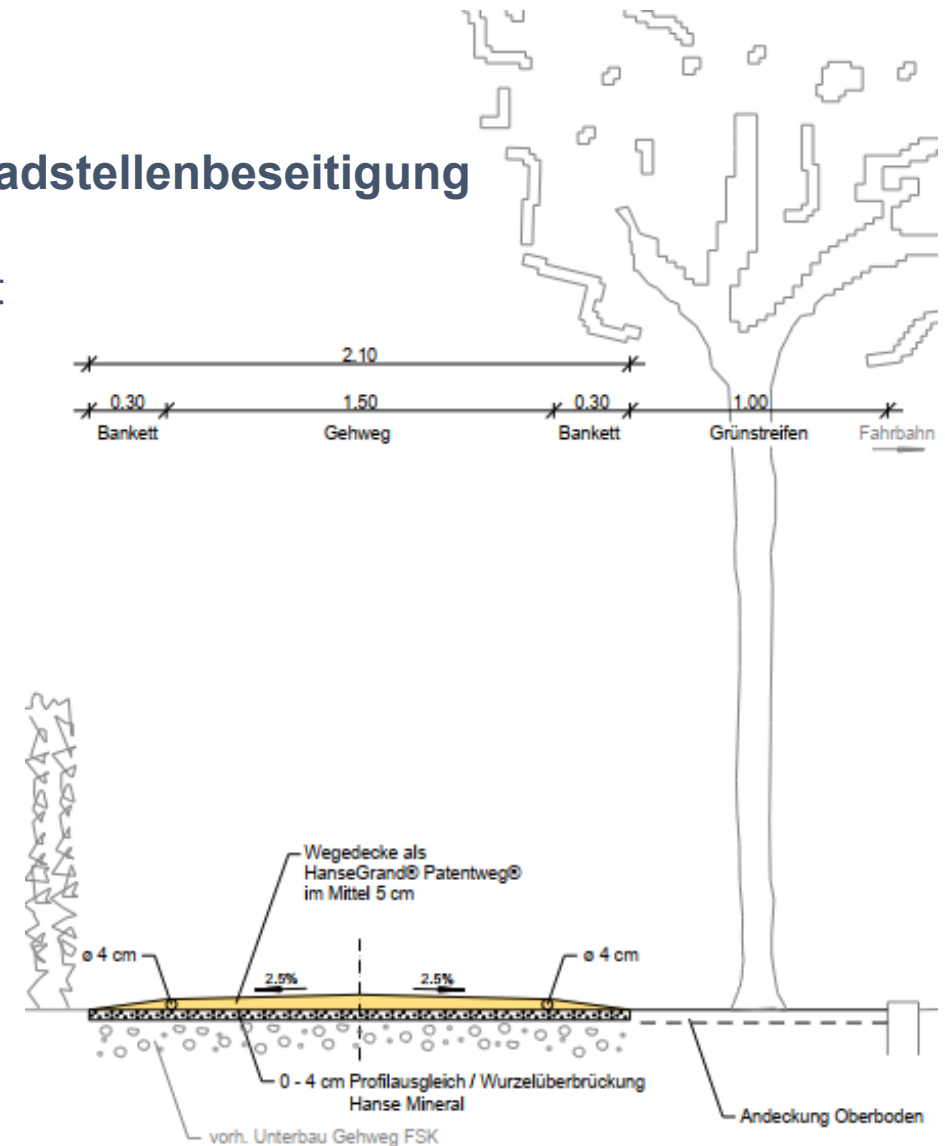 adstellenbeseitigung
t
2.10
0.30 1.50 0.30 1.00
Bankett Gehweg Bankett Grünstreifen Fahrbahn
Wegedecke als
HanseGrand® Patentweg®
im Mittel 5 cm
ø 4 cm ø 4 cm
2.5% 2.5%
0 - 4 cm Profilausgleich / Wurzelüberbrückung
Hanse Mineral
Andeckung Oberboden
vorh. Unterbau Gehweg FSK